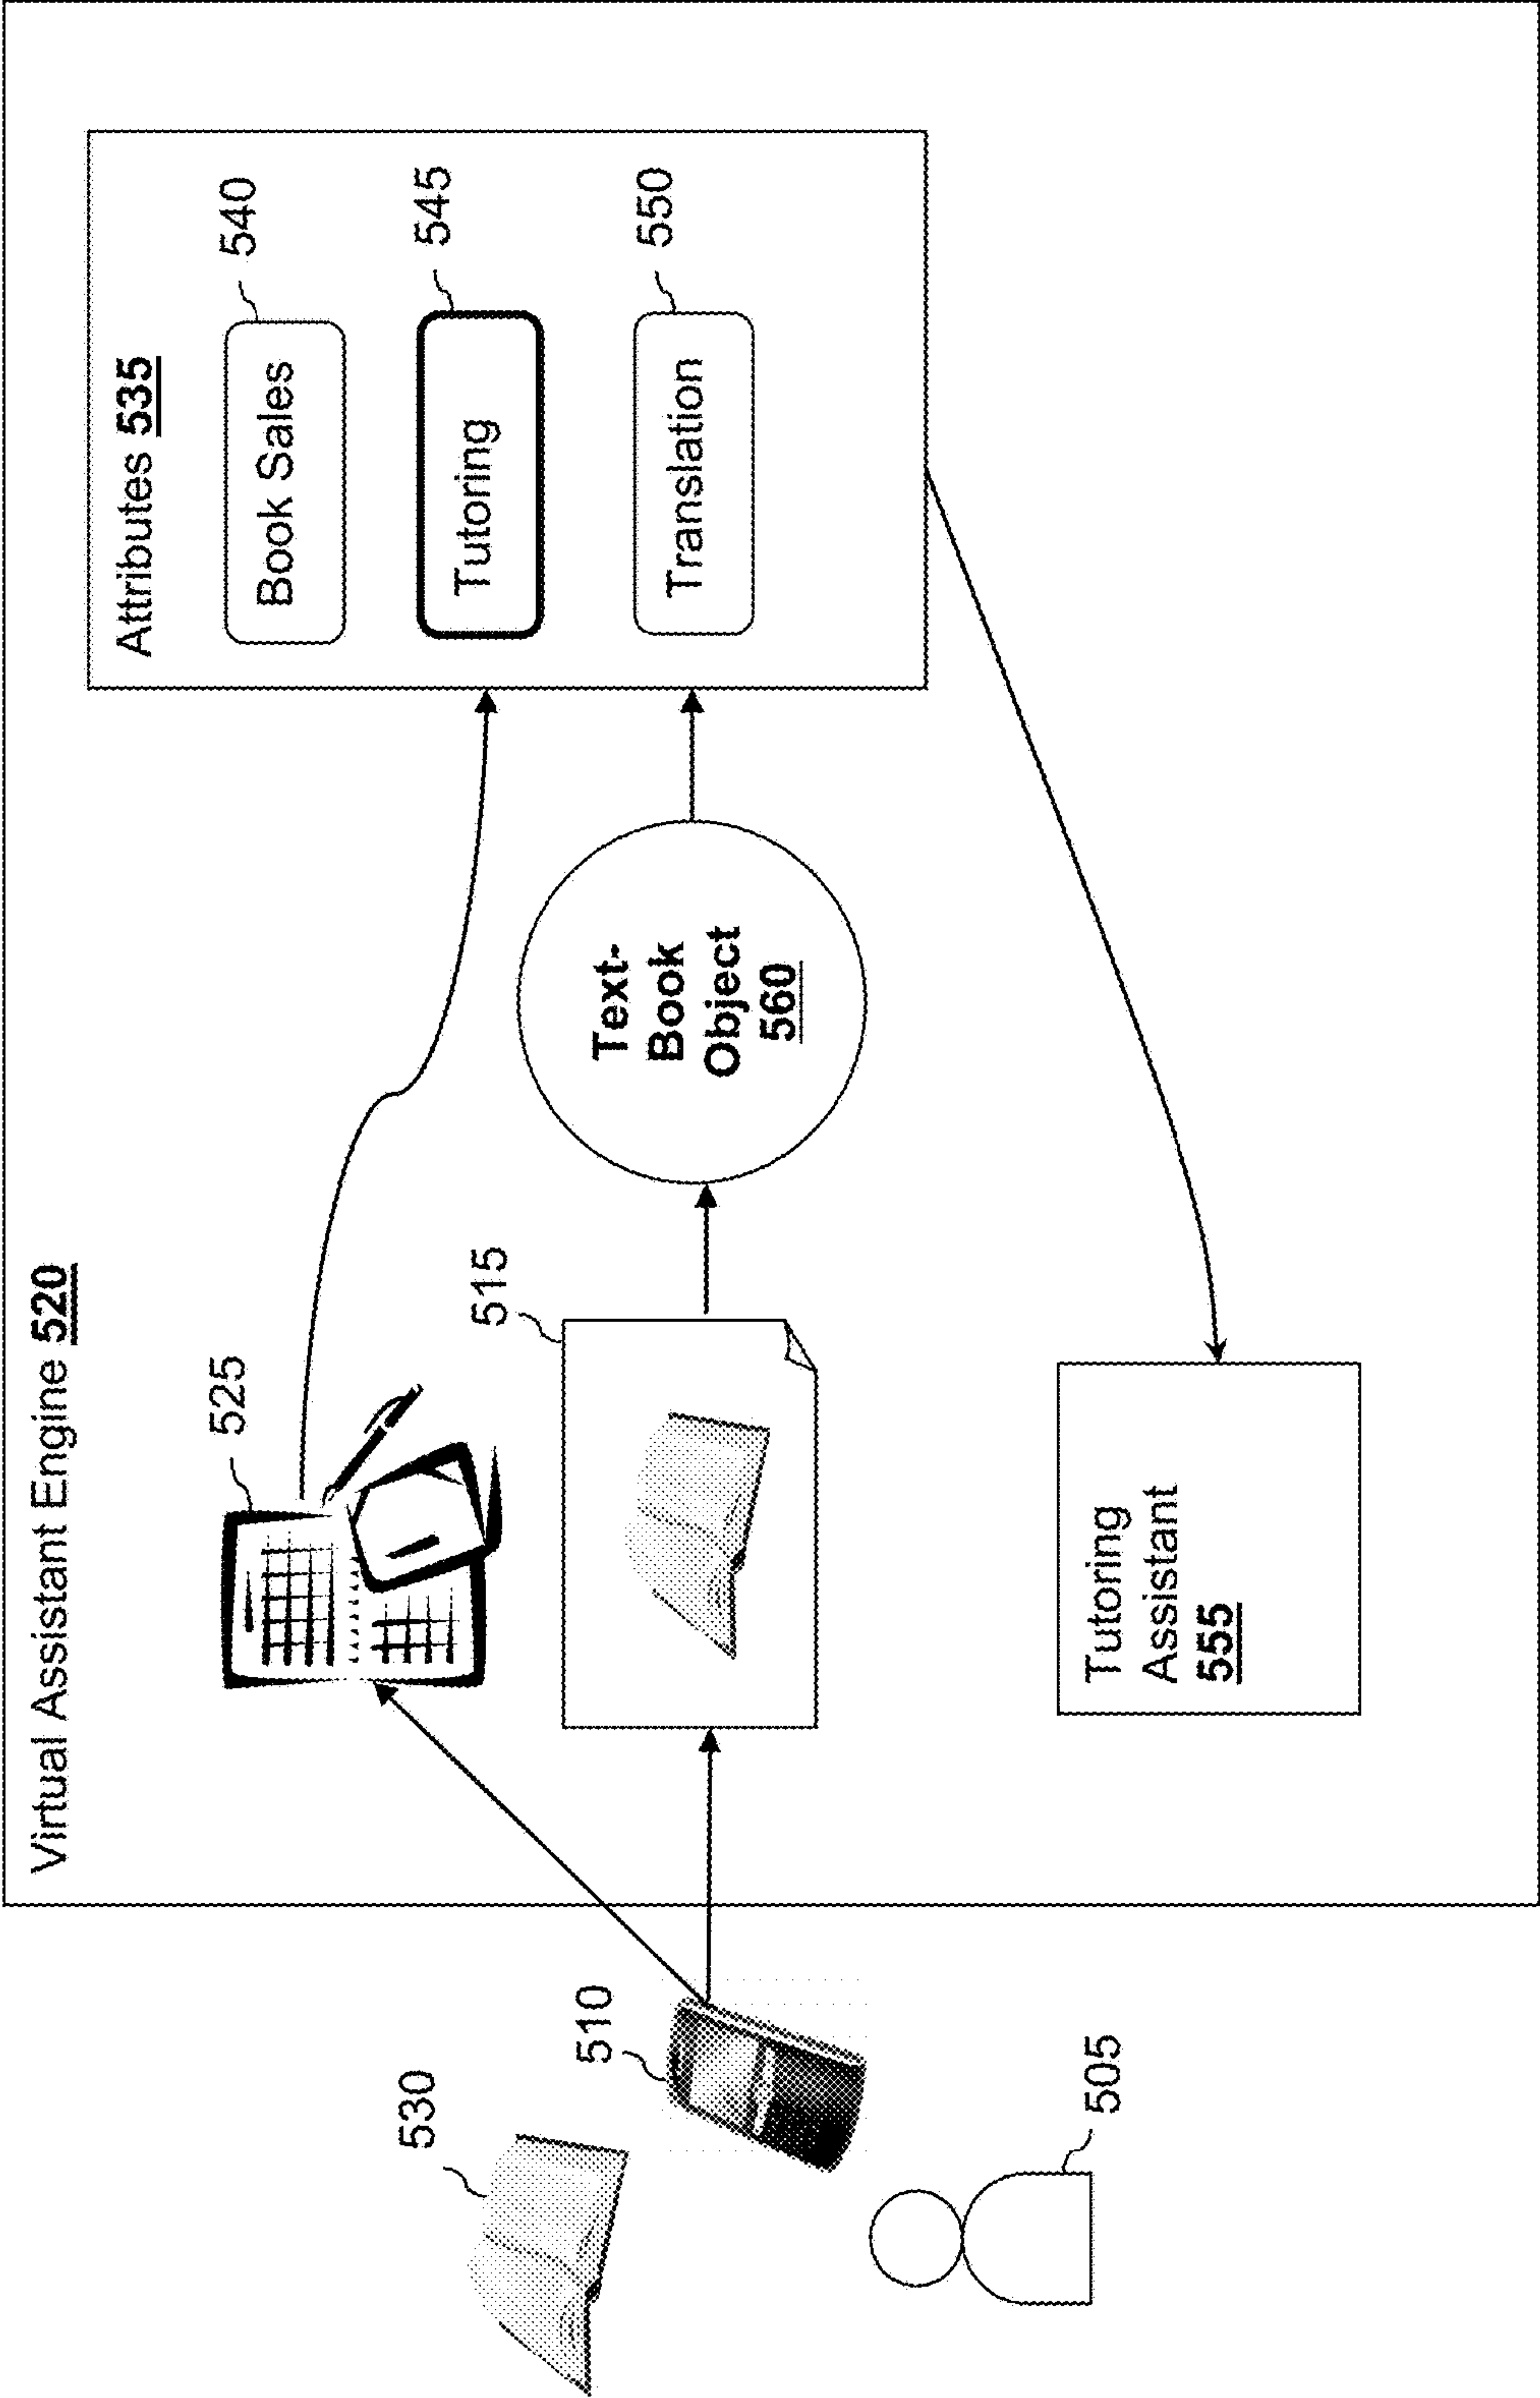 Virtual Assistant Engine 520
525
515
Attributes 535
Book Sales
540
Tutoring
545
Translation
550
Text-
Book
Object
560
530
510
505
Tutoring
Assistant
555